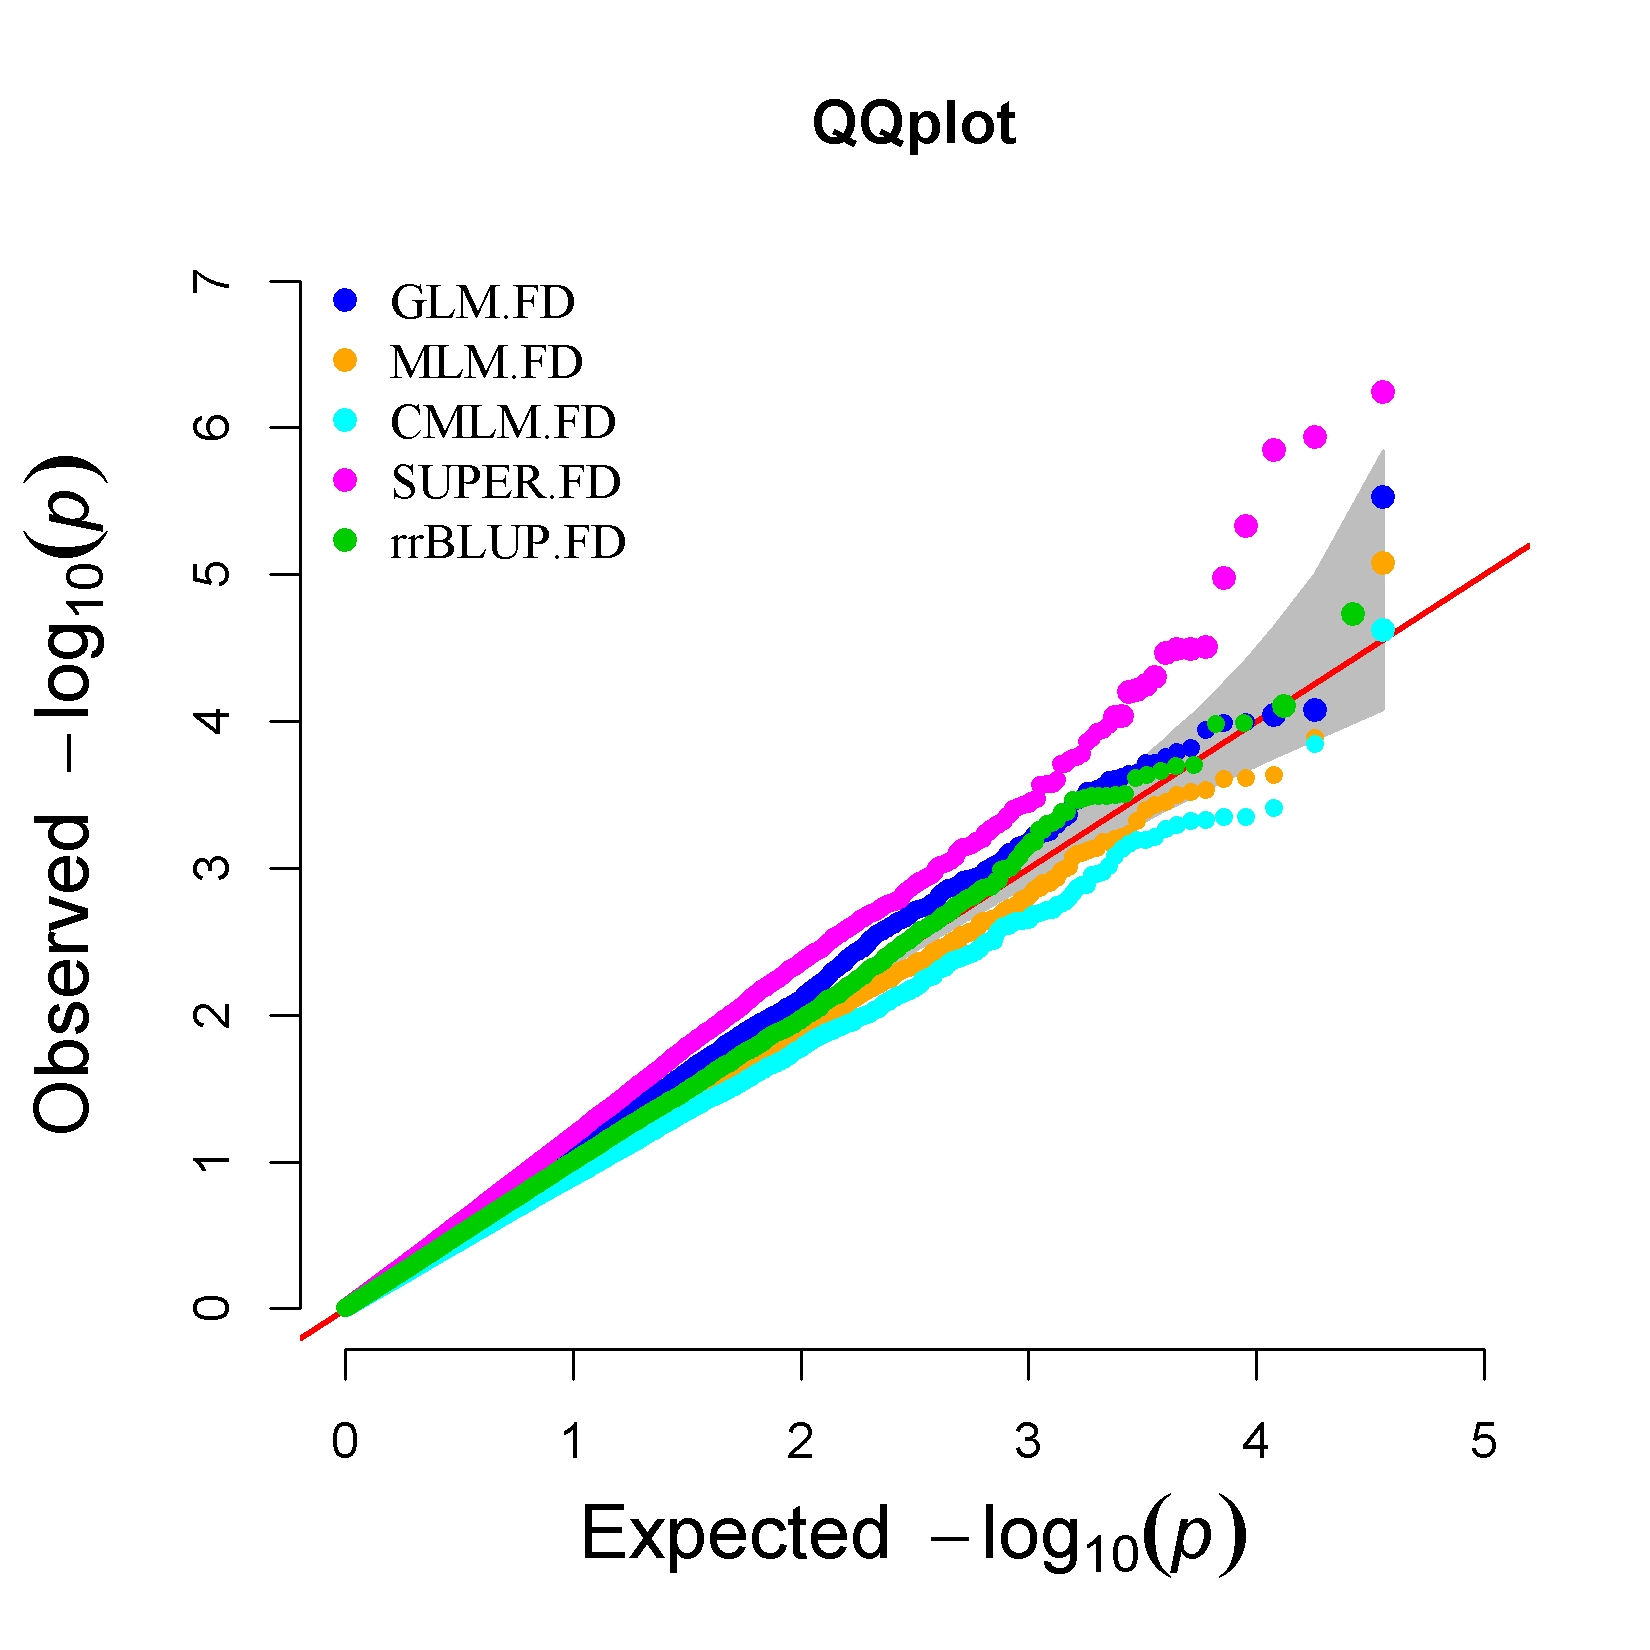 QQplot
7
6
5
4
3
2
1
0
GLM.FD
MLM.FD
CMLM.FD
SUPER.FD
rrBLUP.FD
Observed −log₁₀(p)
0 1 2 3 4 5
Expected −log₁₀(p)